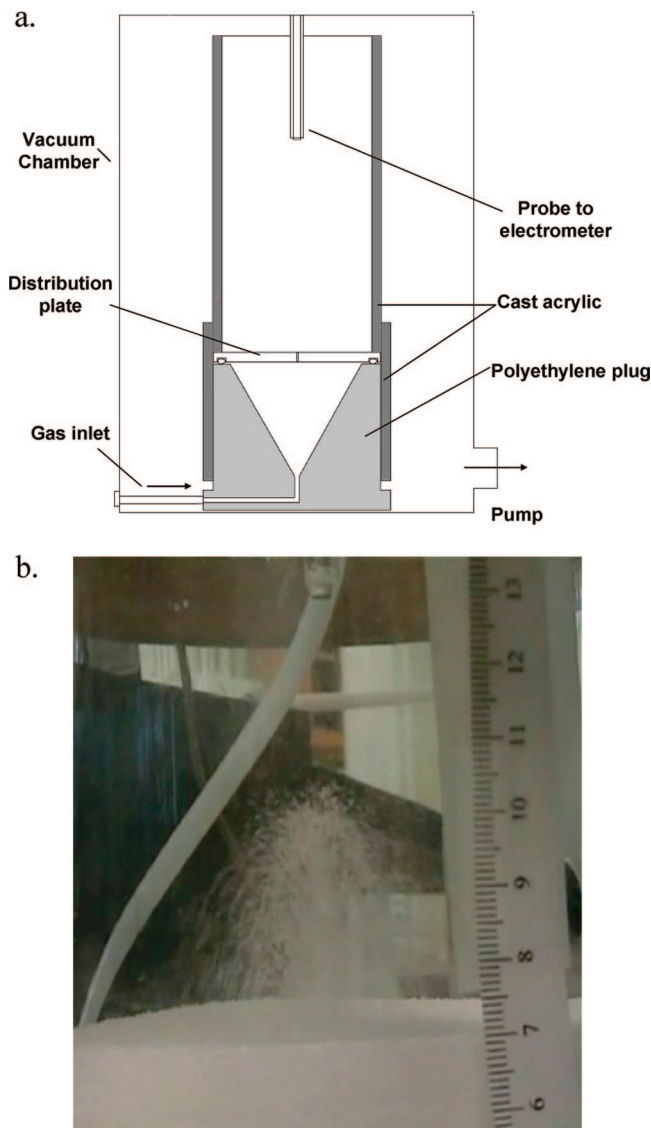 a.
Vacuum
Chamber
Probe to
electrometer
Distribution
plate
Cast acrylic
Polyethylene plug
Gas inlet
Pump
b.
13
12
11
10
9
8
7
6